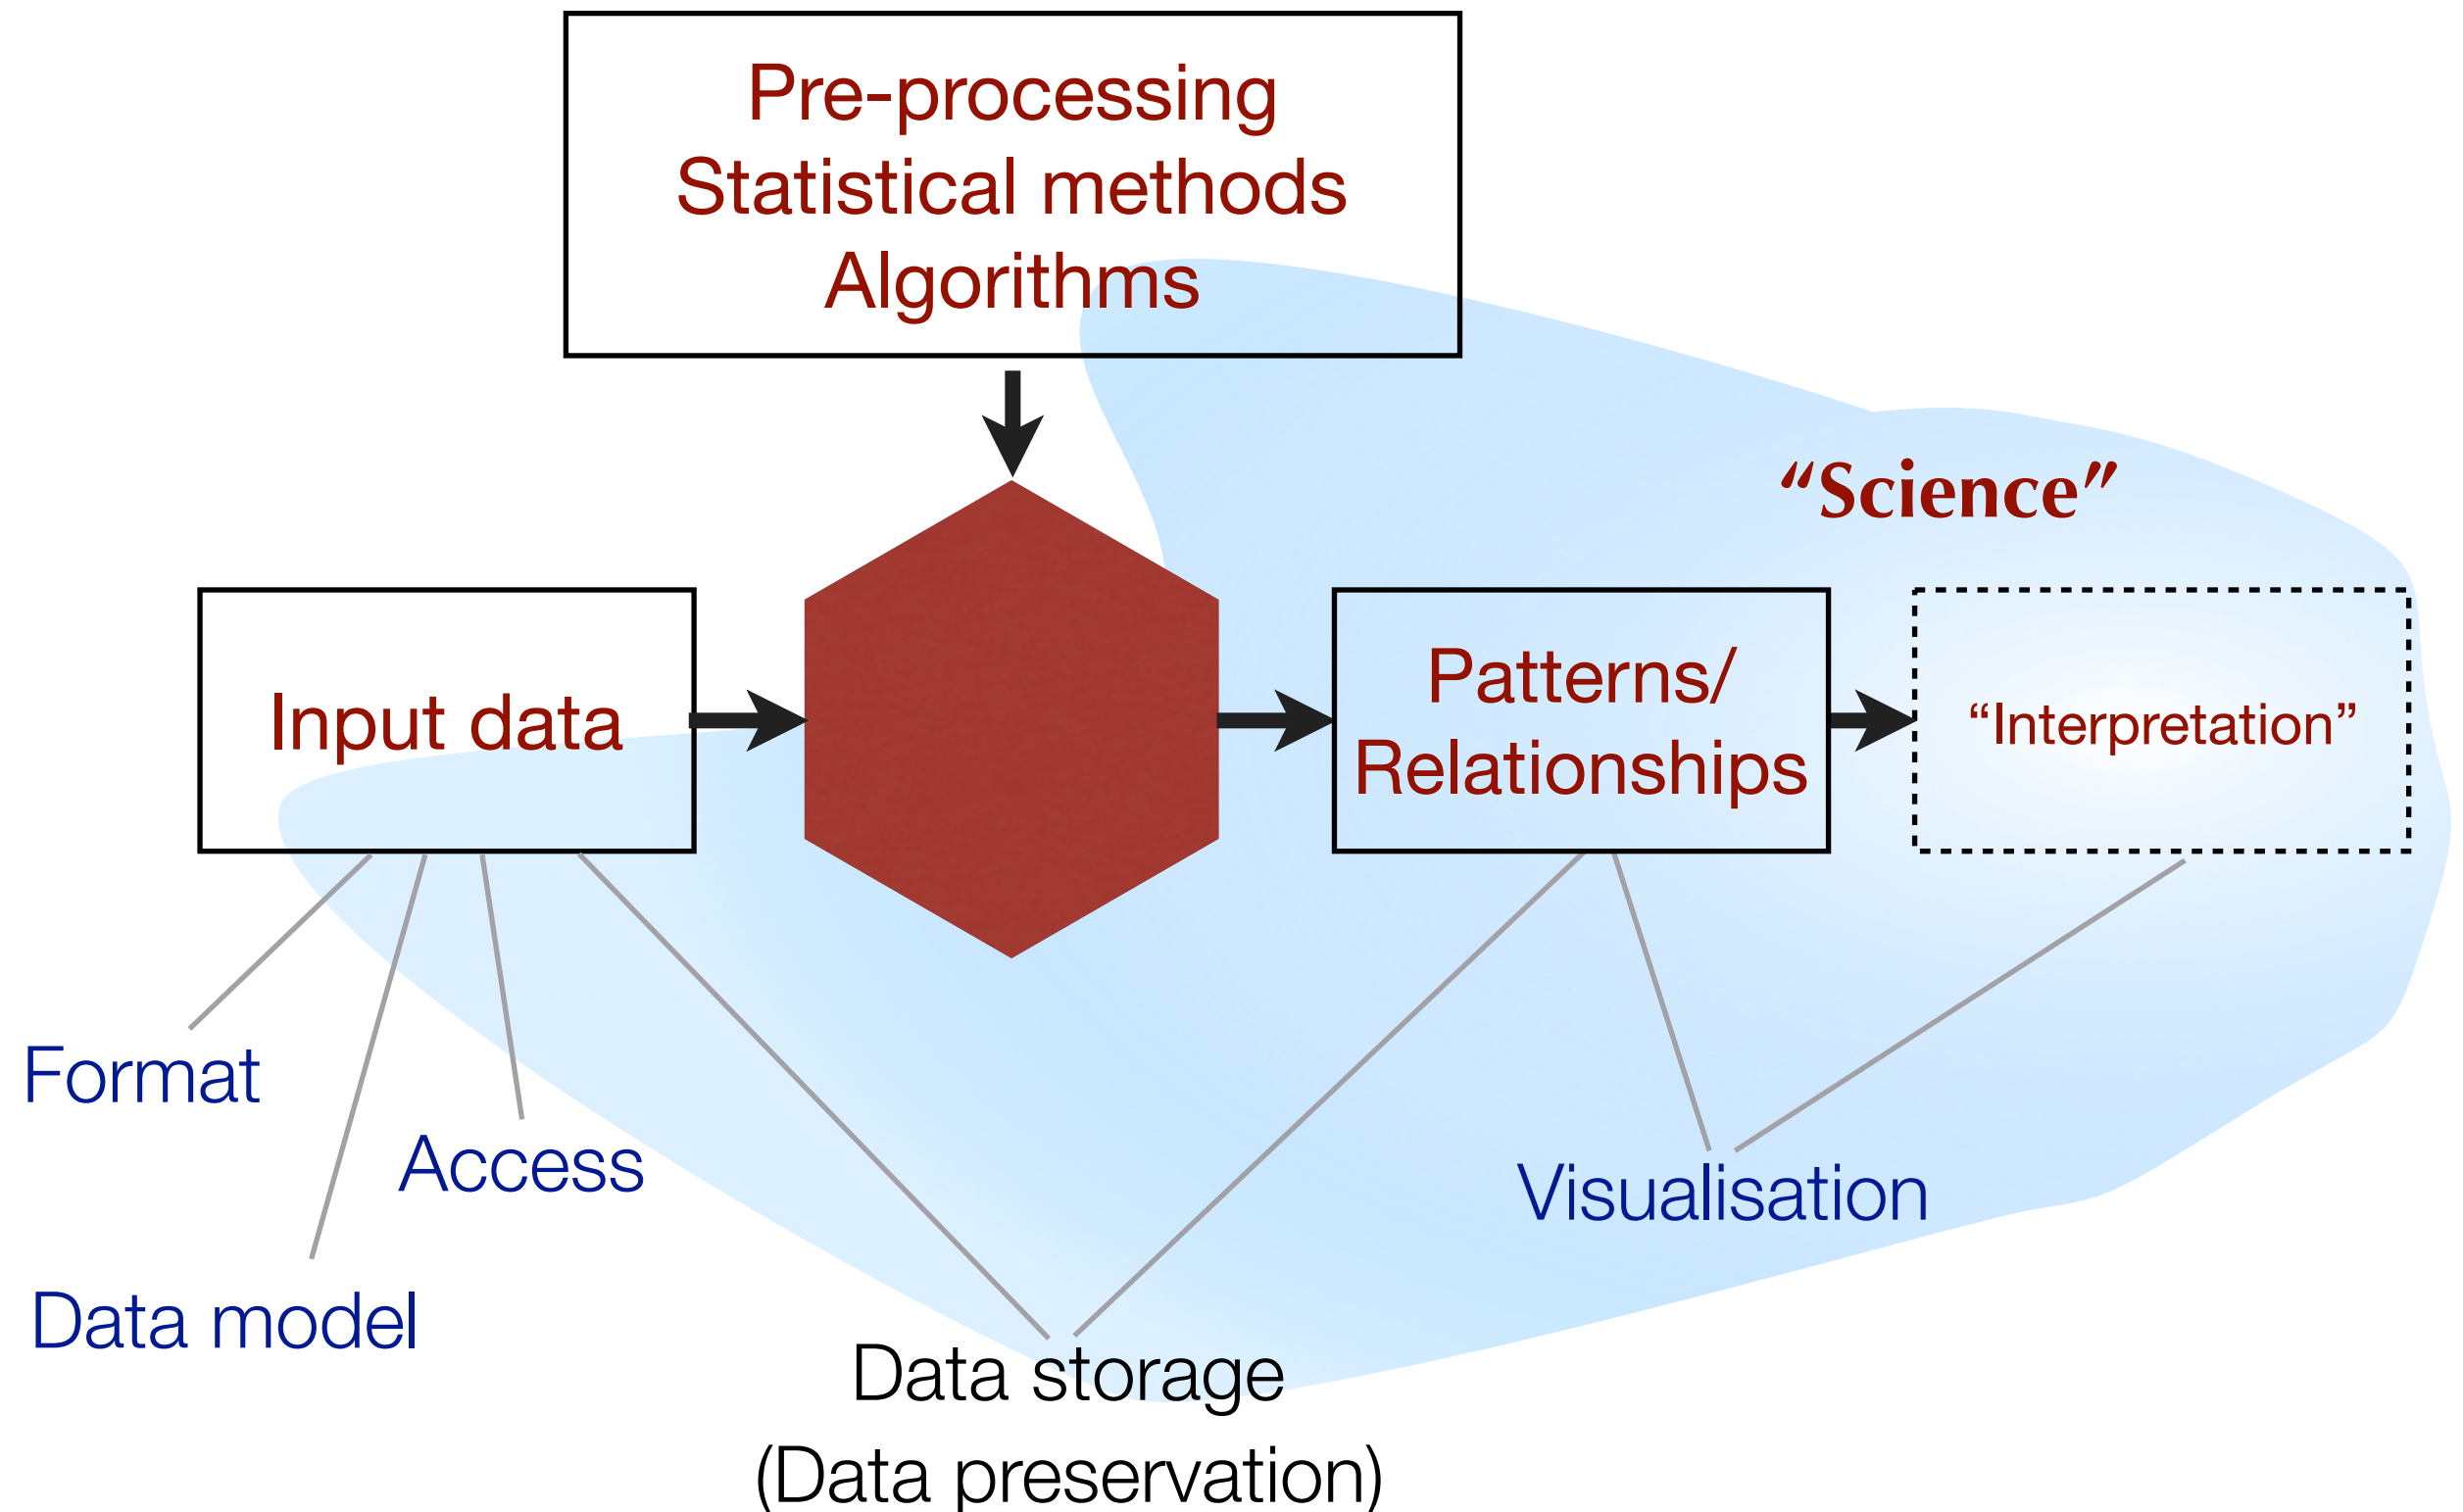 Pre-processing
Statistical methods
Algorithms
“Science”
Input data
Patterns/
Relationships
“Interpretation”
Format
Access
Visualisation
Data model
Data storage
(Data preservation)